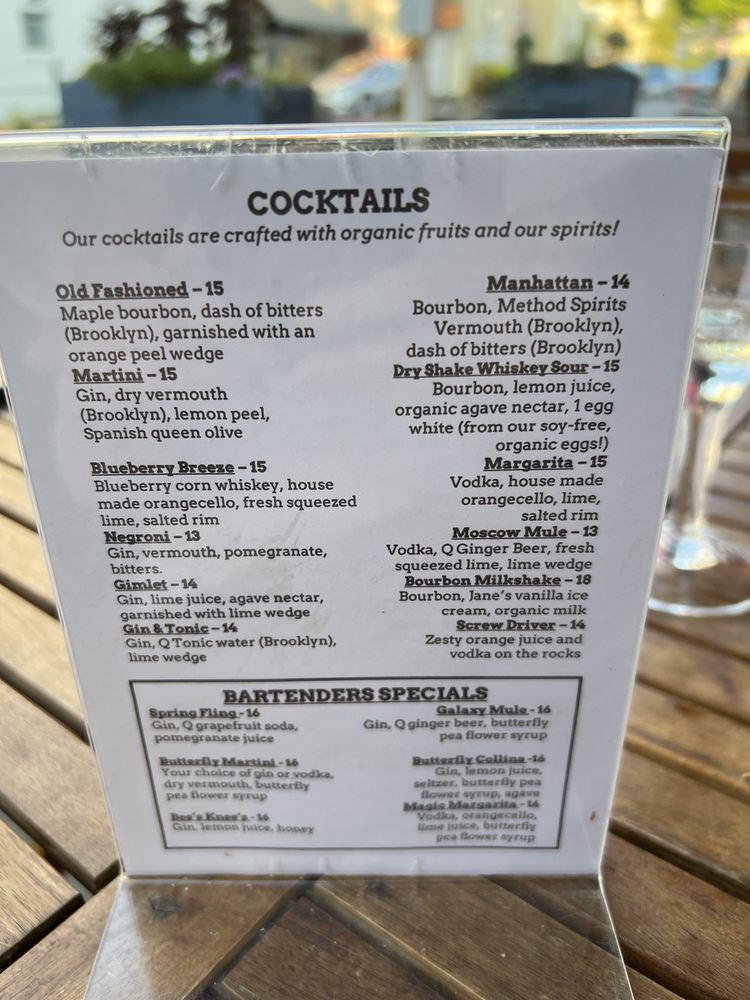 COCKTAILS
Our cocktails are crafted with organic fruits and our spirits!
Old Fashioned – 15
Maple bourbon, dash of bitters
(Brooklyn), garnished with an
orange peel wedge
Martini – 15
Gin, dry vermouth
(Brooklyn), lemon peel,
Spanish queen olive
Blueberry Breeze – 15
Blueberry corn whiskey, house
made orangecello, fresh squeezed
lime, salted rim
Negroni – 13
Gin, vermouth, pomegranate,
bitters.
Gimlet – 14
Gin, lime juice, agave nectar,
garnished with lime wedge
Gin & Tonic – 14
Gin, Q Tonic water (Brooklyn),
lime wedge
Manhattan – 14
Bourbon, Method Spirits
Vermouth (Brooklyn),
dash of bitters (Brooklyn)
Dry Shake Whiskey Sour – 15
Bourbon, lemon juice,
organic agave nectar, 1 egg
white (from our soy-free,
organic eggs!)
Margarita – 15
Vodka, house made
orangecello, lime,
salted rim
Moscow Mule – 13
Vodka, Q Ginger Beer, fresh
squeezed lime, lime wedge
Bourbon Milkshake – 18
Bourbon, Jane's vanilla ice
cream, organic milk
Screw Driver – 14
Zesty orange juice and
vodka on the rocks
BARTENDERS SPECIALS
Spring Fling - 16
Gin, Q grapefruit soda,
pomegranate juice
Butterfly Martini - 16
Your choice of gin or vodka,
dry vermouth, butterfly
pea flower syrup
Bee's Knee's - 16
Gin, lemon juice, honey
Galaxy Mule - 16
Gin, Q ginger beer, butterfly
pea flower syrup
Butterfly Collins -16
Gin, lemon juice,
seltzer, butterfly pea
flower syrup, agave
Magic Margarita - 16
Vodka, orangecello,
lime juice, butterfly
pea flower syrup